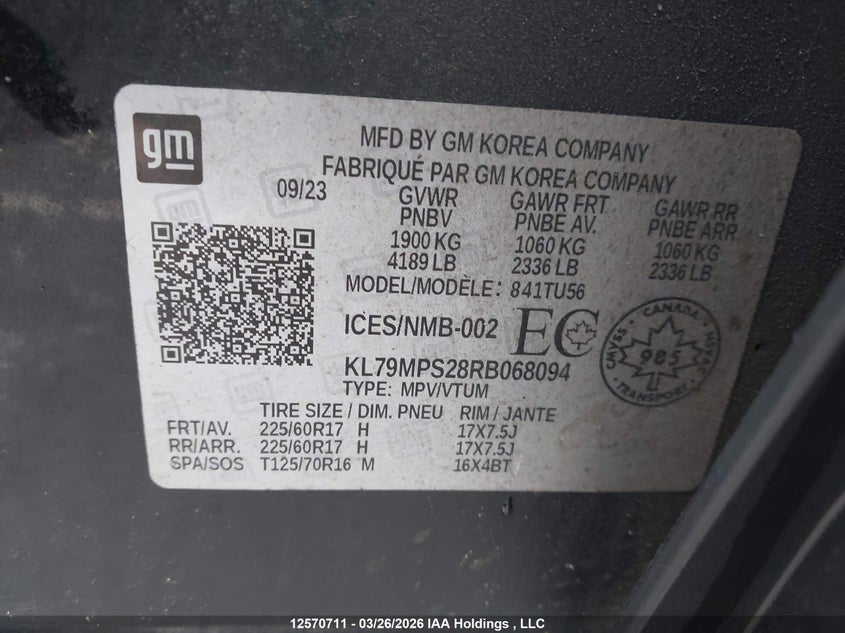 gm
MFD BY GM KOREA COMPANY
FABRIQUÉ PAR GM KOREA COMPANY
09/23 GVWR GAWR FRT GAWR RR
PNBV PNBE AV. PNBE ARR.
1900 KG 1060 KG 1060 KG
4189 LB 2336 LB 2336 LB
MODEL/MODÈLE: 841TU56
ICES/NMB-002 EC
CANADA
CMVSS 985 NSVAC
TRANSPORT
KL79MPS28RB068094
TYPE: MPV/VTUM
TIRE SIZE / DIM. PNEU RIM / JANTE
FRT/AV. 225/60R17 H 17X7.5J
RR/ARR. 225/60R17 H 17X7.5J
SPA/SOS T125/70R16 M 16X4BT
12570711 - 03/26/2026 IAA Holdings , LLC